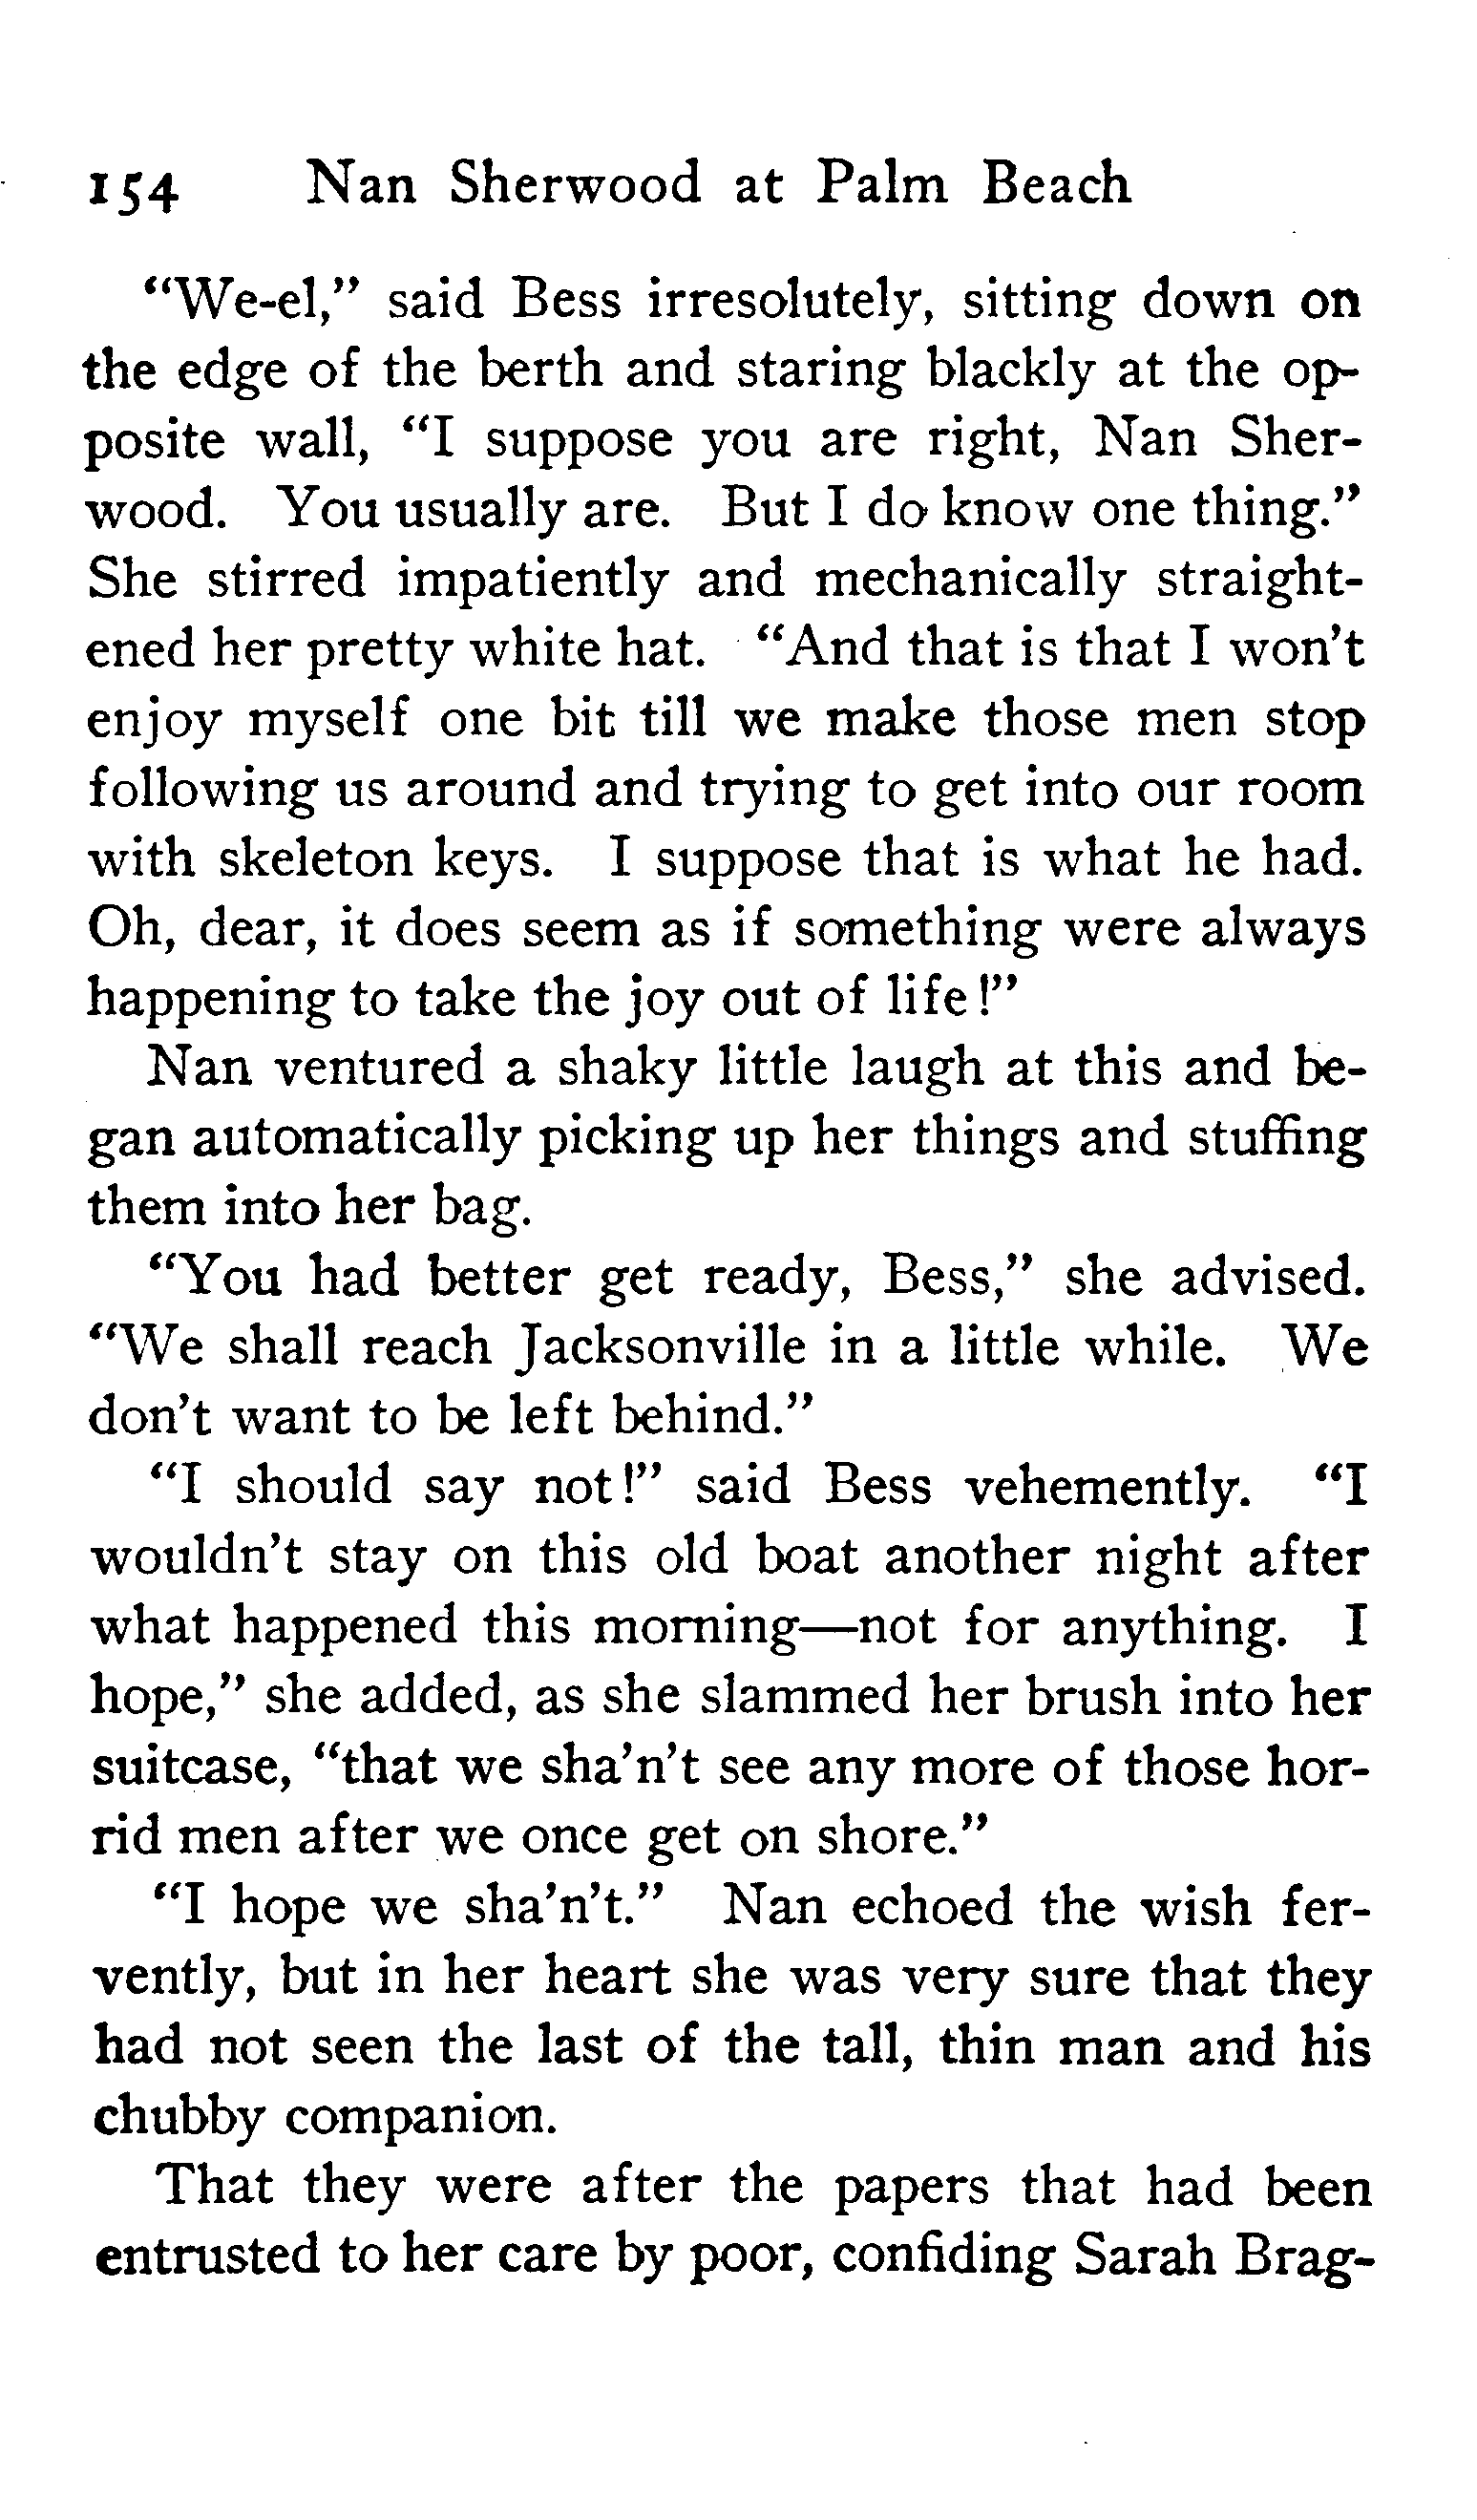 154 Nan Sherwood at Palm Beach
"We-el," said Bess irresolutely, sitting down on
the edge of the berth and staring blackly at the op-
posite wall, "I suppose you are right, Nan Sher-
wood. You usually are. But I do know one thing."
She stirred impatiently and mechanically straight-
ened her pretty white hat. "And that is that I won't
enjoy myself one bit till we make those men stop
following us around and trying to get into our room
with skeleton keys. I suppose that is what he had.
Oh, dear, it does seem as if something were always
happening to take the joy out of life!"
Nan ventured a shaky little laugh at this and be-
gan automatically picking up her things and stuffing
them into her bag.
"You had better get ready, Bess," she advised.
"We shall reach Jacksonville in a little while. We
don't want to be left behind."
"I should say not!" said Bess vehemently. "I
wouldn't stay on this old boat another night after
what happened this morning—not for anything. I
hope," she added, as she slammed her brush into her
suitcase, "that we sha'n't see any more of those hor-
rid men after we once get on shore."
"I hope we sha'n't." Nan echoed the wish fer-
vently, but in her heart she was very sure that they
had not seen the last of the tall, thin man and his
chubby companion.
That they were after the papers that had been
entrusted to her care by poor, confiding Sarah Brag-